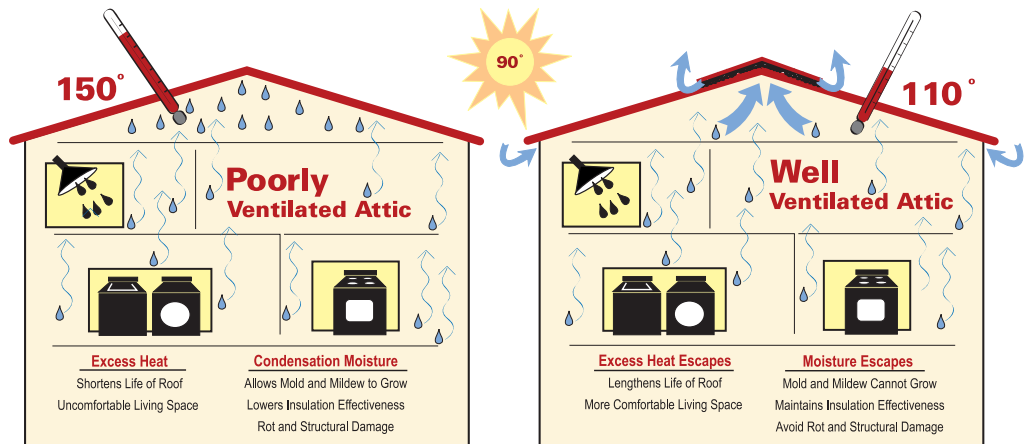 150°
Poorly
Ventilated Attic
Excess Heat
Shortens Life of Roof
Uncomfortable Living Space
Condensation Moisture
Allows Mold and Mildew to Grow
Lowers Insulation Effectiveness
Rot and Structural Damage
90°
110°
Well
Ventilated Attic
Excess Heat Escapes
Lengthens Life of Roof
More Comfortable Living Space
Moisture Escapes
Mold and Mildew Cannot Grow
Maintains Insulation Effectiveness
Avoid Rot and Structural Damage